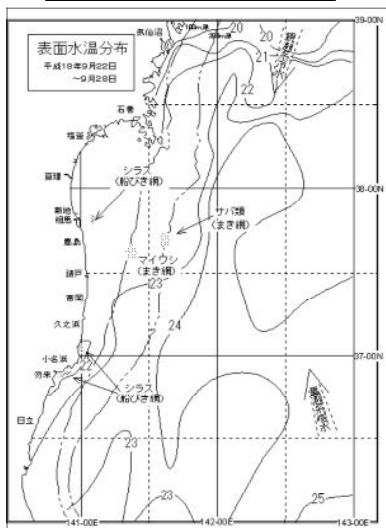 気仙沼
20
39-00N
表面水温分布
平成18年9月22日
～9月28日
20
21
22
石巻
塩釜
亘理
シラス
(船びき網)
38-00N
新地
相馬
サバ類
(まき網)
鹿島
マイワシ
(まき網)
請戸
23
富岡
久之浜
24
小名浜
37-00N
勿来
22
シラス
(船びき網)
日立
23
23
25
141-00E
142-00E
143-00E